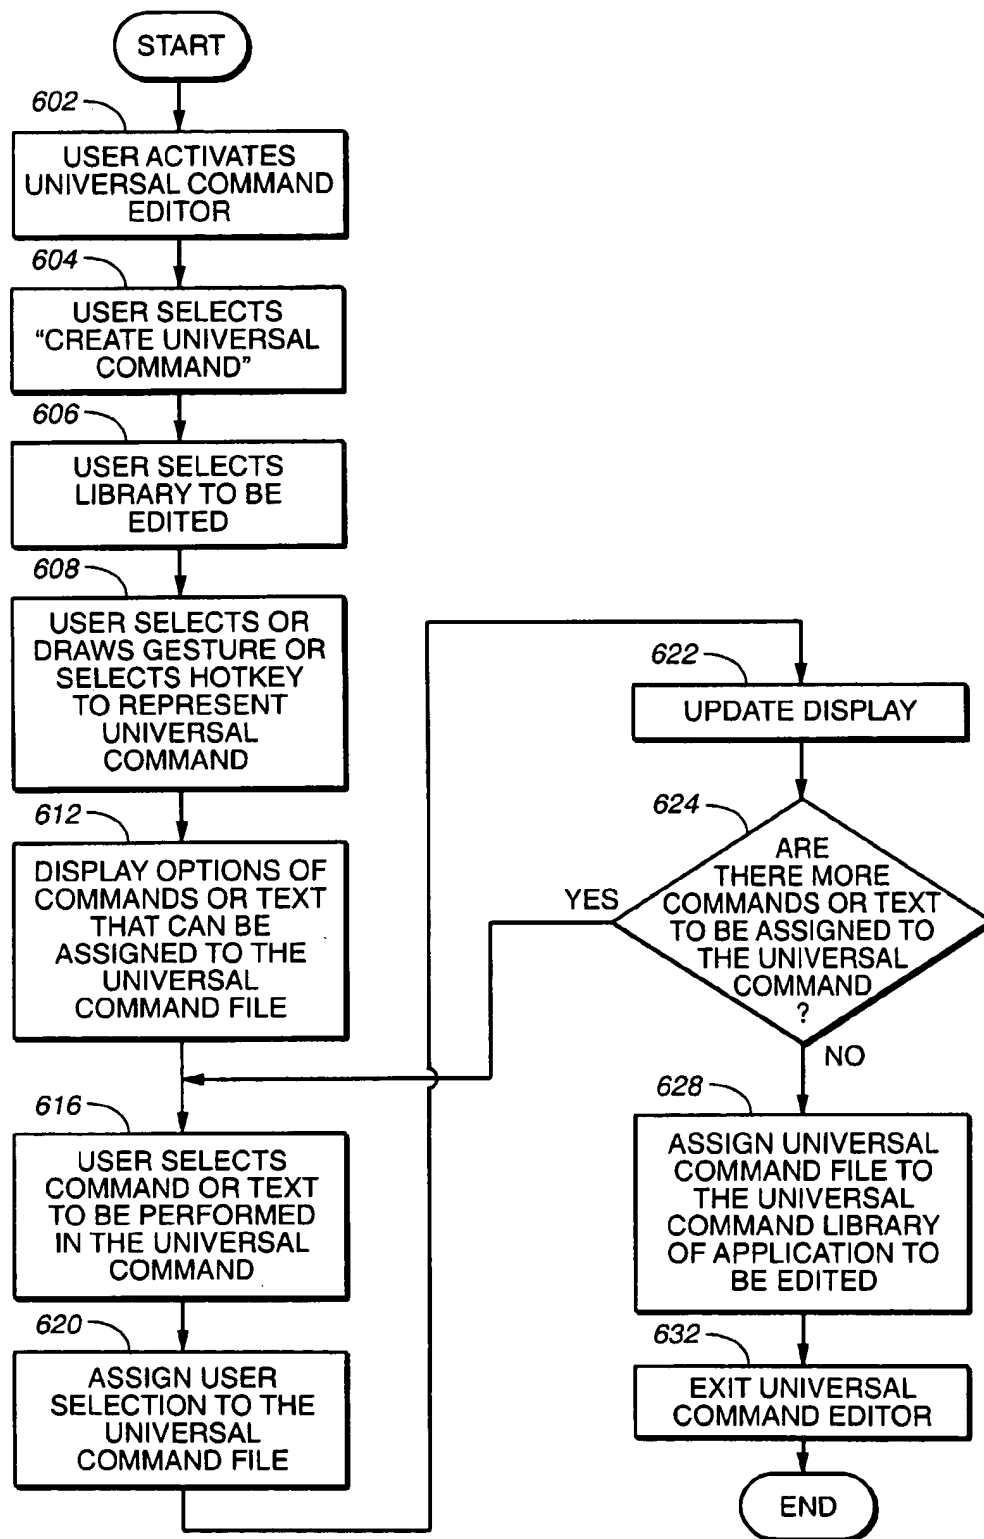 START
602
USER ACTIVATES
UNIVERSAL COMMAND
EDITOR
604
USER SELECTS
“CREATE UNIVERSAL
COMMAND”
606
USER SELECTS
LIBRARY TO BE
EDITED
608
USER SELECTS OR
DRAWS GESTURE OR
SELECTS HOTKEY
TO REPRESENT
UNIVERSAL
COMMAND
612
DISPLAY OPTIONS OF
COMMANDS OR TEXT
THAT CAN BE
ASSIGNED TO THE
UNIVERSAL
COMMAND FILE
616
USER SELECTS
COMMAND OR TEXT
TO BE PERFORMED
IN THE UNIVERSAL
COMMAND
620
ASSIGN USER
SELECTION TO THE
UNIVERSAL
COMMAND FILE
622
UPDATE DISPLAY
624
ARE
THERE MORE
COMMANDS OR TEXT
TO BE ASSIGNED TO
THE UNIVERSAL
COMMAND
?
YES
NO
628
ASSIGN UNIVERSAL
COMMAND FILE TO
THE UNIVERSAL
COMMAND LIBRARY
OF APPLICATION TO
BE EDITED
632
EXIT UNIVERSAL
COMMAND EDITOR
END